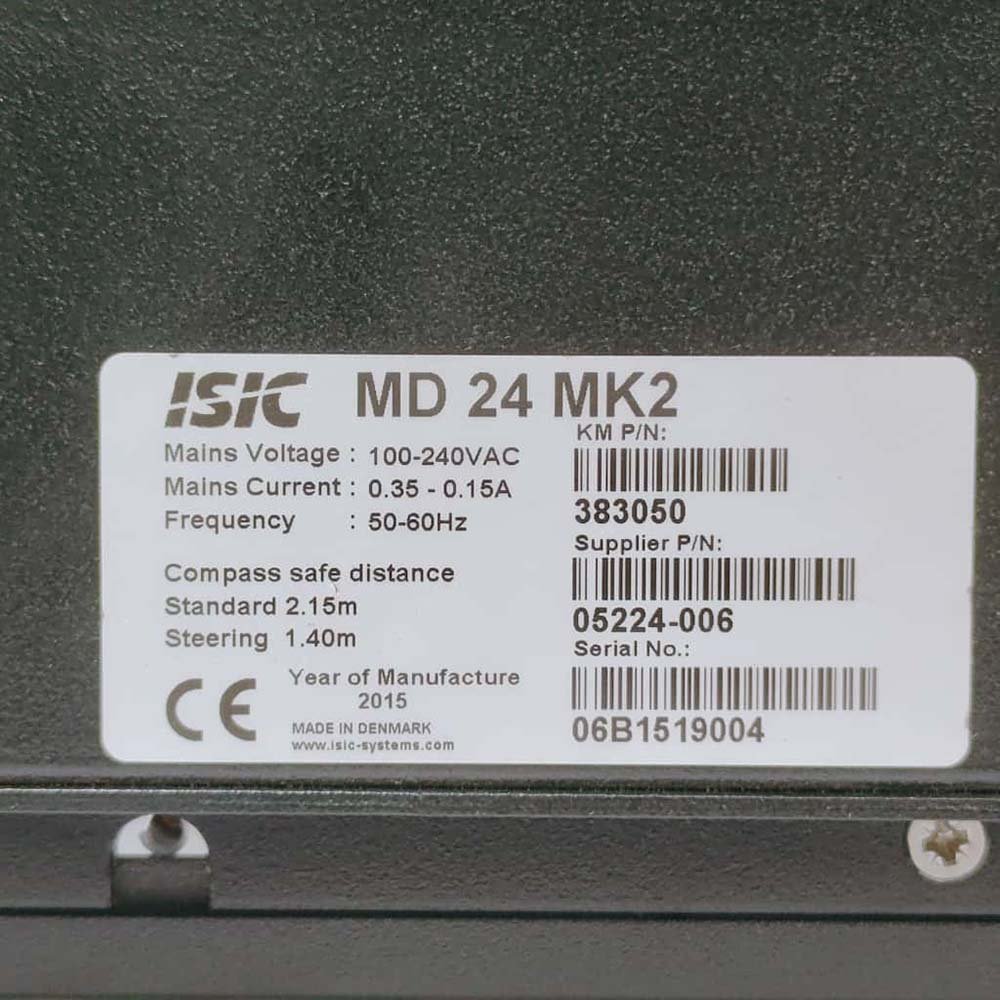 ISIC MD 24 MK2
Mains Voltage : 100-240VAC
Mains Current : 0.35 - 0.15A
Frequency : 50-60Hz
Compass safe distance
Standard 2.15m
Steering 1.40m
CE
Year of Manufacture
2015
MADE IN DENMARK
www.isic-systems.com
KM P/N:
383050
Supplier P/N:
05224-006
Serial No.:
06B1519004